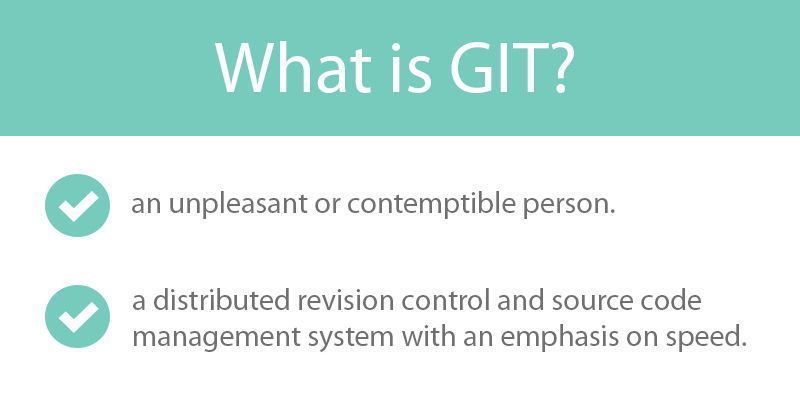 What is GIT?
an unpleasant or contemptible person.
a distributed revision control and source code
management system with an emphasis on speed.